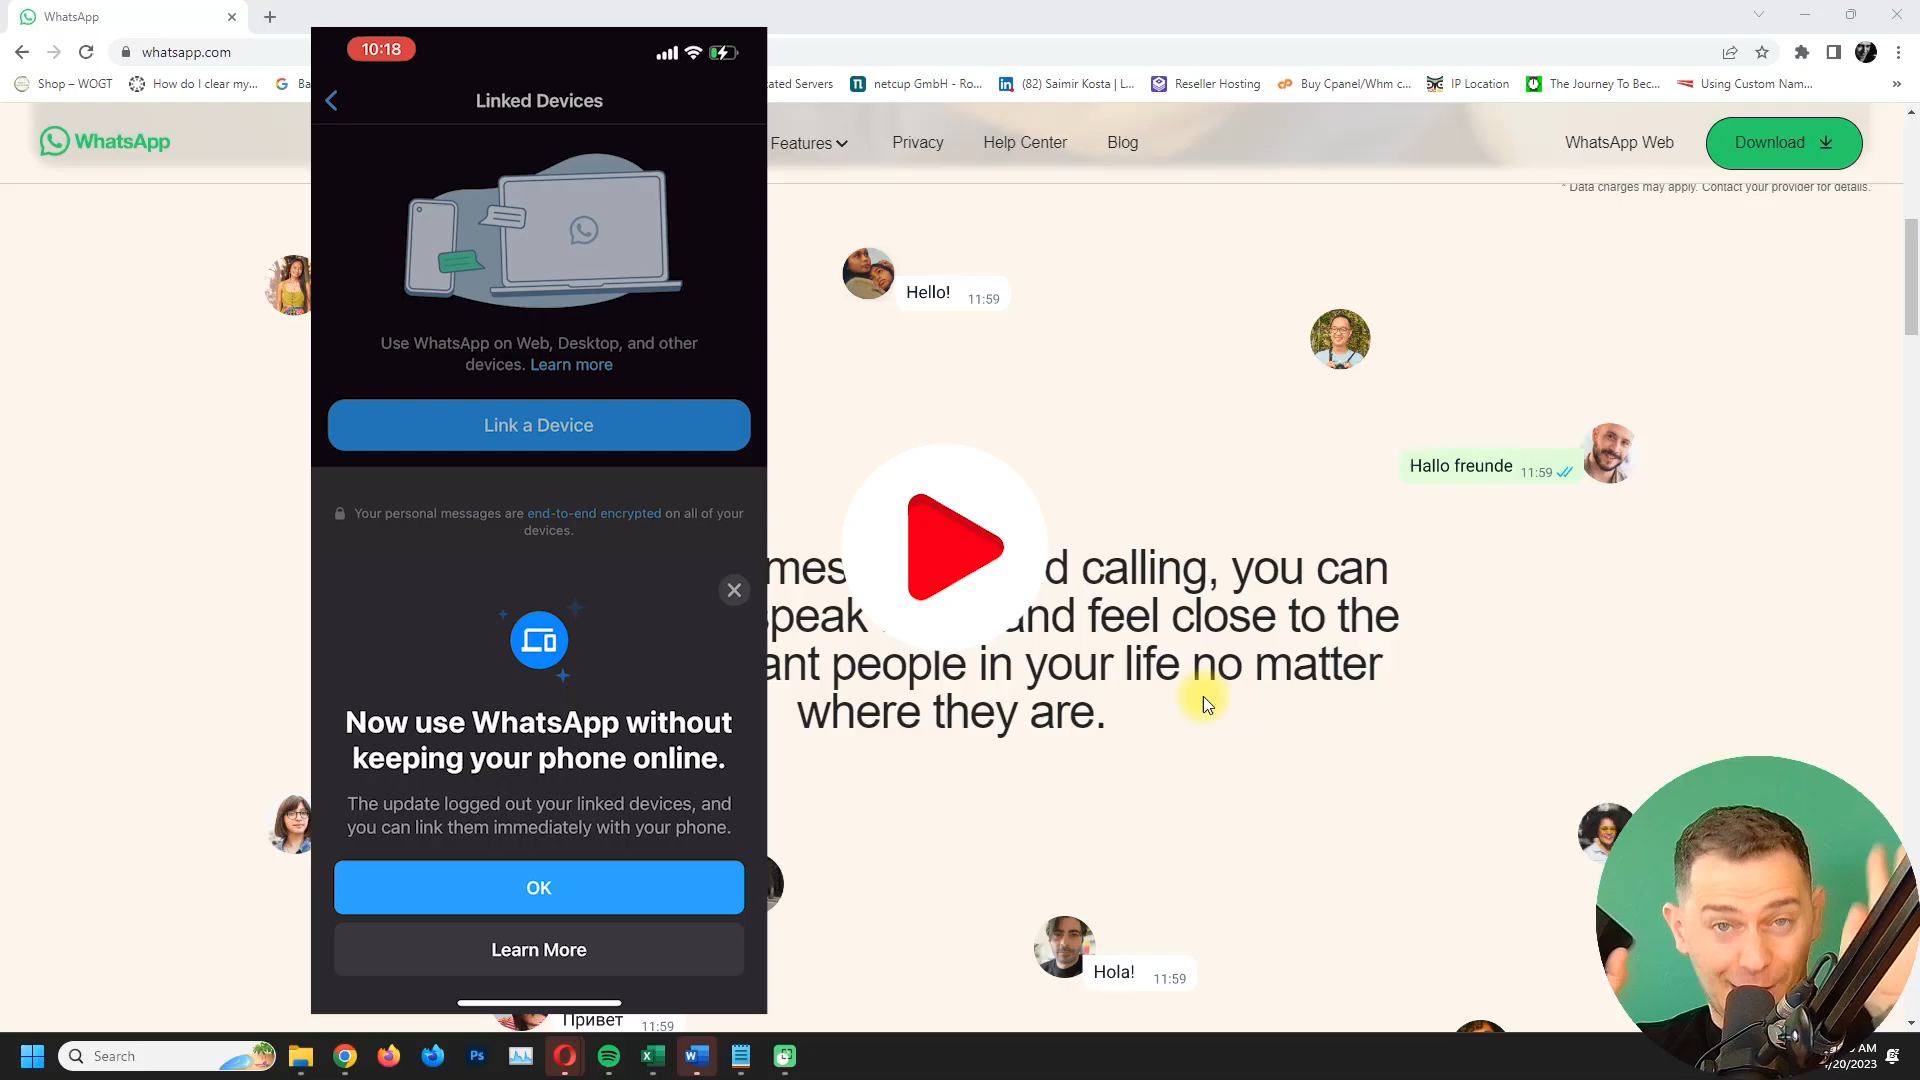 WhatsApp
whatsapp.com
Shop – WOGT
How do I clear my...
Ba
cated Servers
netcup GmbH - Ro...
(82) Saimir Kosta | L...
Reseller Hosting
Buy Cpanel/Whm c...
IP Location
The Journey To Bec...
Using Custom Nam...
»
WhatsApp
Features
Privacy
Help Center
Blog
WhatsApp Web
Download
* Data charges may apply. Contact your provider for details.
10:18
Linked Devices
Use WhatsApp on Web, Desktop, and other
devices. Learn more
Link a Device
Your personal messages are end-to-end encrypted on all of your
devices.
Now use WhatsApp without
keeping your phone online.
The update logged out your linked devices, and
you can link them immediately with your phone.
OK
Learn More
Hello! 11:59
Hallo freunde 11:59
mes d calling, you can
speak and feel close to the
ant people in your life no matter
where they are.
Hola! 11:59
Привет 11:59
Search
Ps
AM
/20/2023